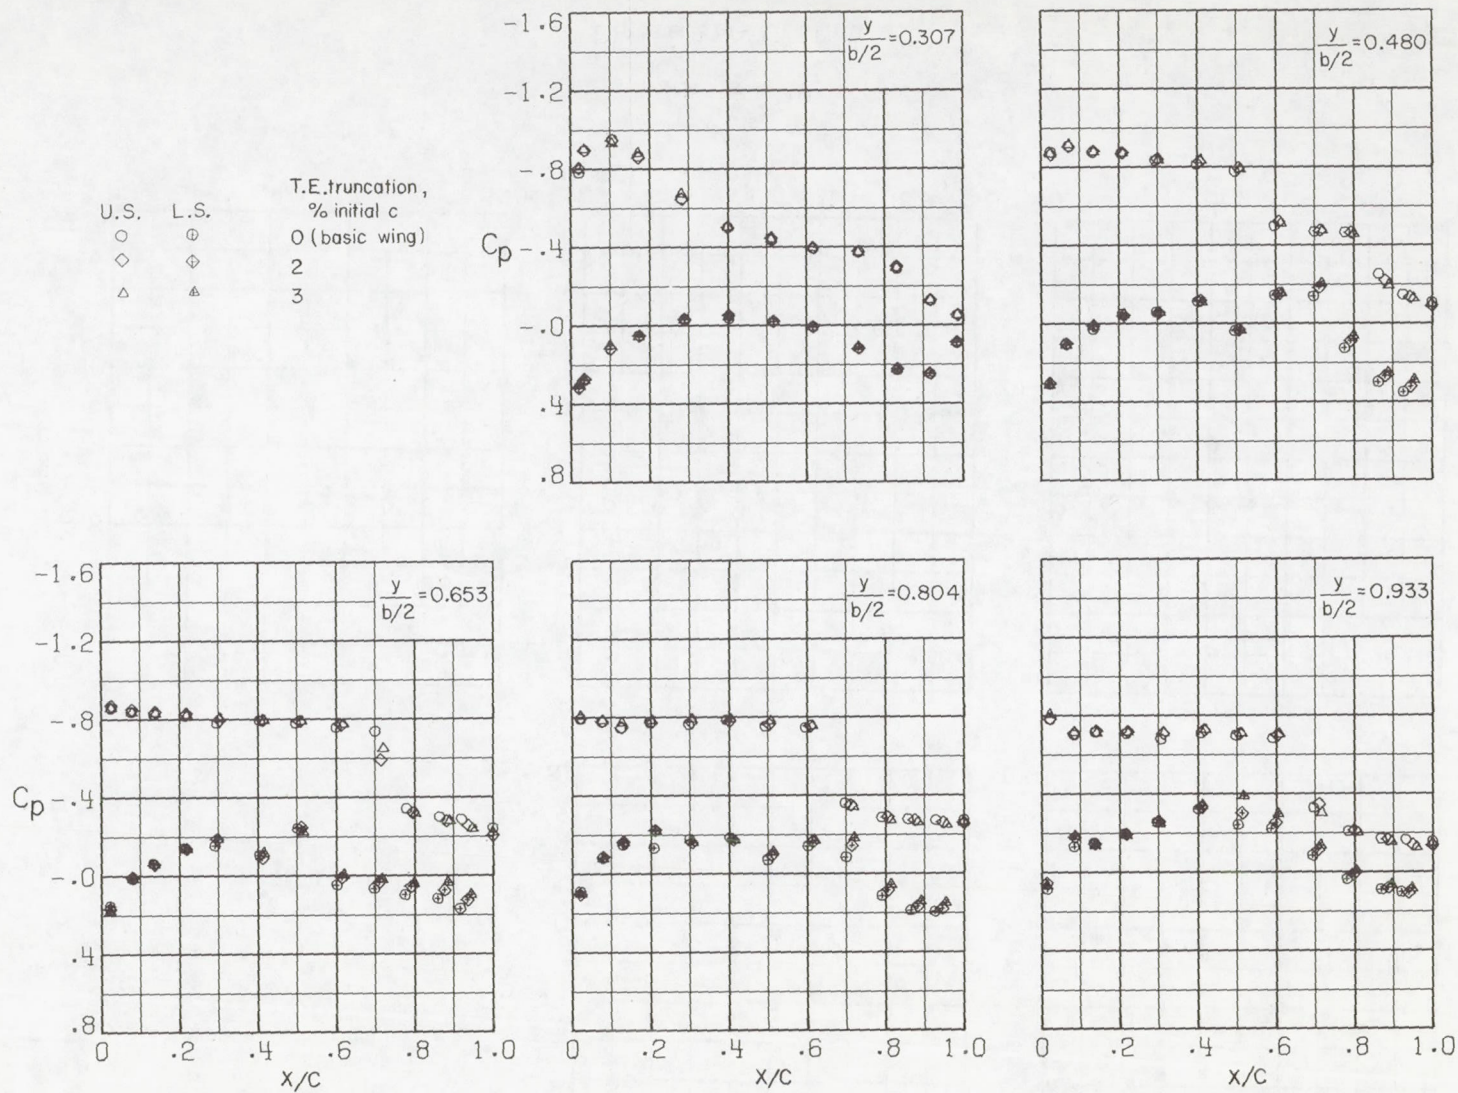 -1.6
-1.2
-.8
Cp -.4
-.0
.4
.8
y
b/2 =0.307
y
b/2 =0.480
T.E. truncation,
U.S. L.S. % initial c
0 (basic wing)
2
3
-1.6
-1.2
-.8
Cp -.4
-.0
.4
.8
y
b/2 =0.653
y
b/2 =0.804
y
b/2 =0.933
0 .2 .4 .6 .8 1.0
X/C
0 .2 .4 .6 .8 1.0
X/C
0 .2 .4 .6 .8 1.0
X/C